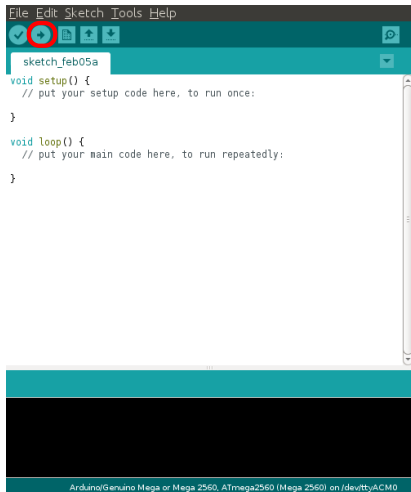 File Edit Sketch Tools Help
sketch_feb05a
void setup() {
// put your setup code here, to run once:
}
void loop() {
// put your main code here, to run repeatedly:
}
Arduino/Genuino Mega or Mega 2560, ATmega2560 (Mega 2560) on /dev/ttyACM0